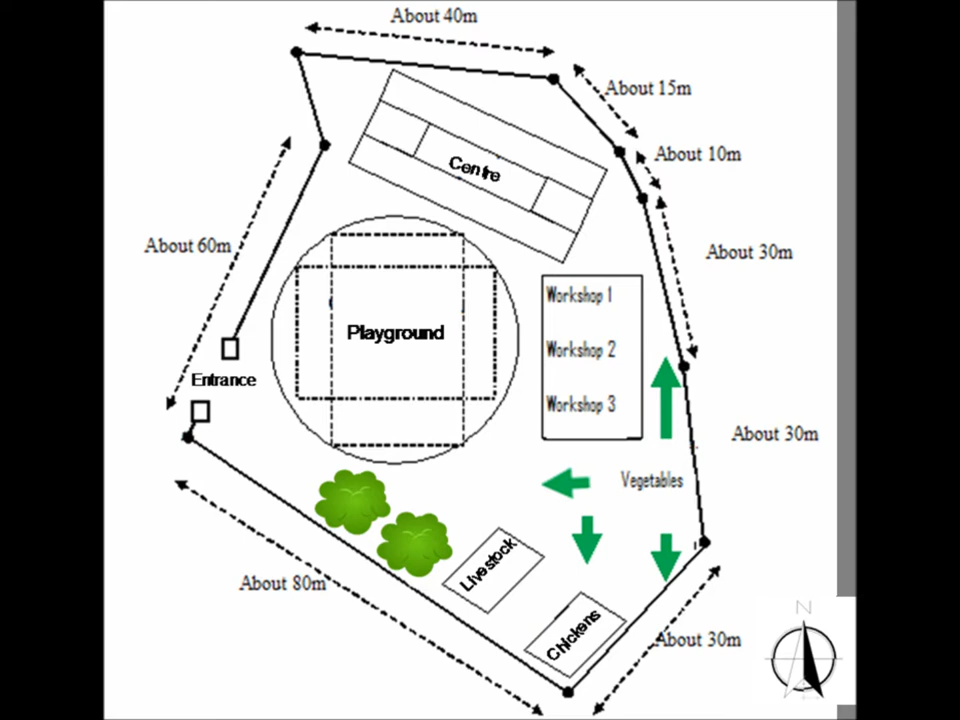 About 40m
About 15m
About 10m
Centre
About 60m
About 30m
Workshop 1
Playground
Workshop 2
Entrance
Workshop 3
About 30m
Vegetables
Livestock
About 80m
Chickens
About 30m
N